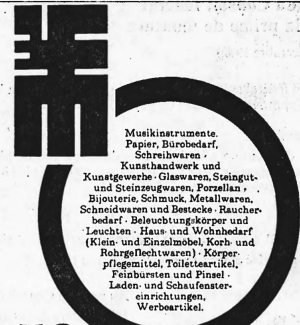 Musikinstrumente.
Papier, Bürobedarf,
Schreibwaren ·
Kunsthandwerk und
Kunstgewerbe · Glaswaren, Steingut-
und Steinzeugwaren, Porzellan ·
Bijouterie, Schmuck, Metallwaren,
Schneidwaren und Bestecke · Raucher-
bedarf · Beleuchtungskörper und
Leuchten · Haus- und Wohnbedarf
(Klein- und Einzelmöbel, Korb- und
Rohrgeflechtwaren) · Körper-
pflegemittel, Toiletteartikel,
Feinbürsten und Pinsel ·
Laden- und Schaufenster-
einrichtungen,
Werbeartikel.